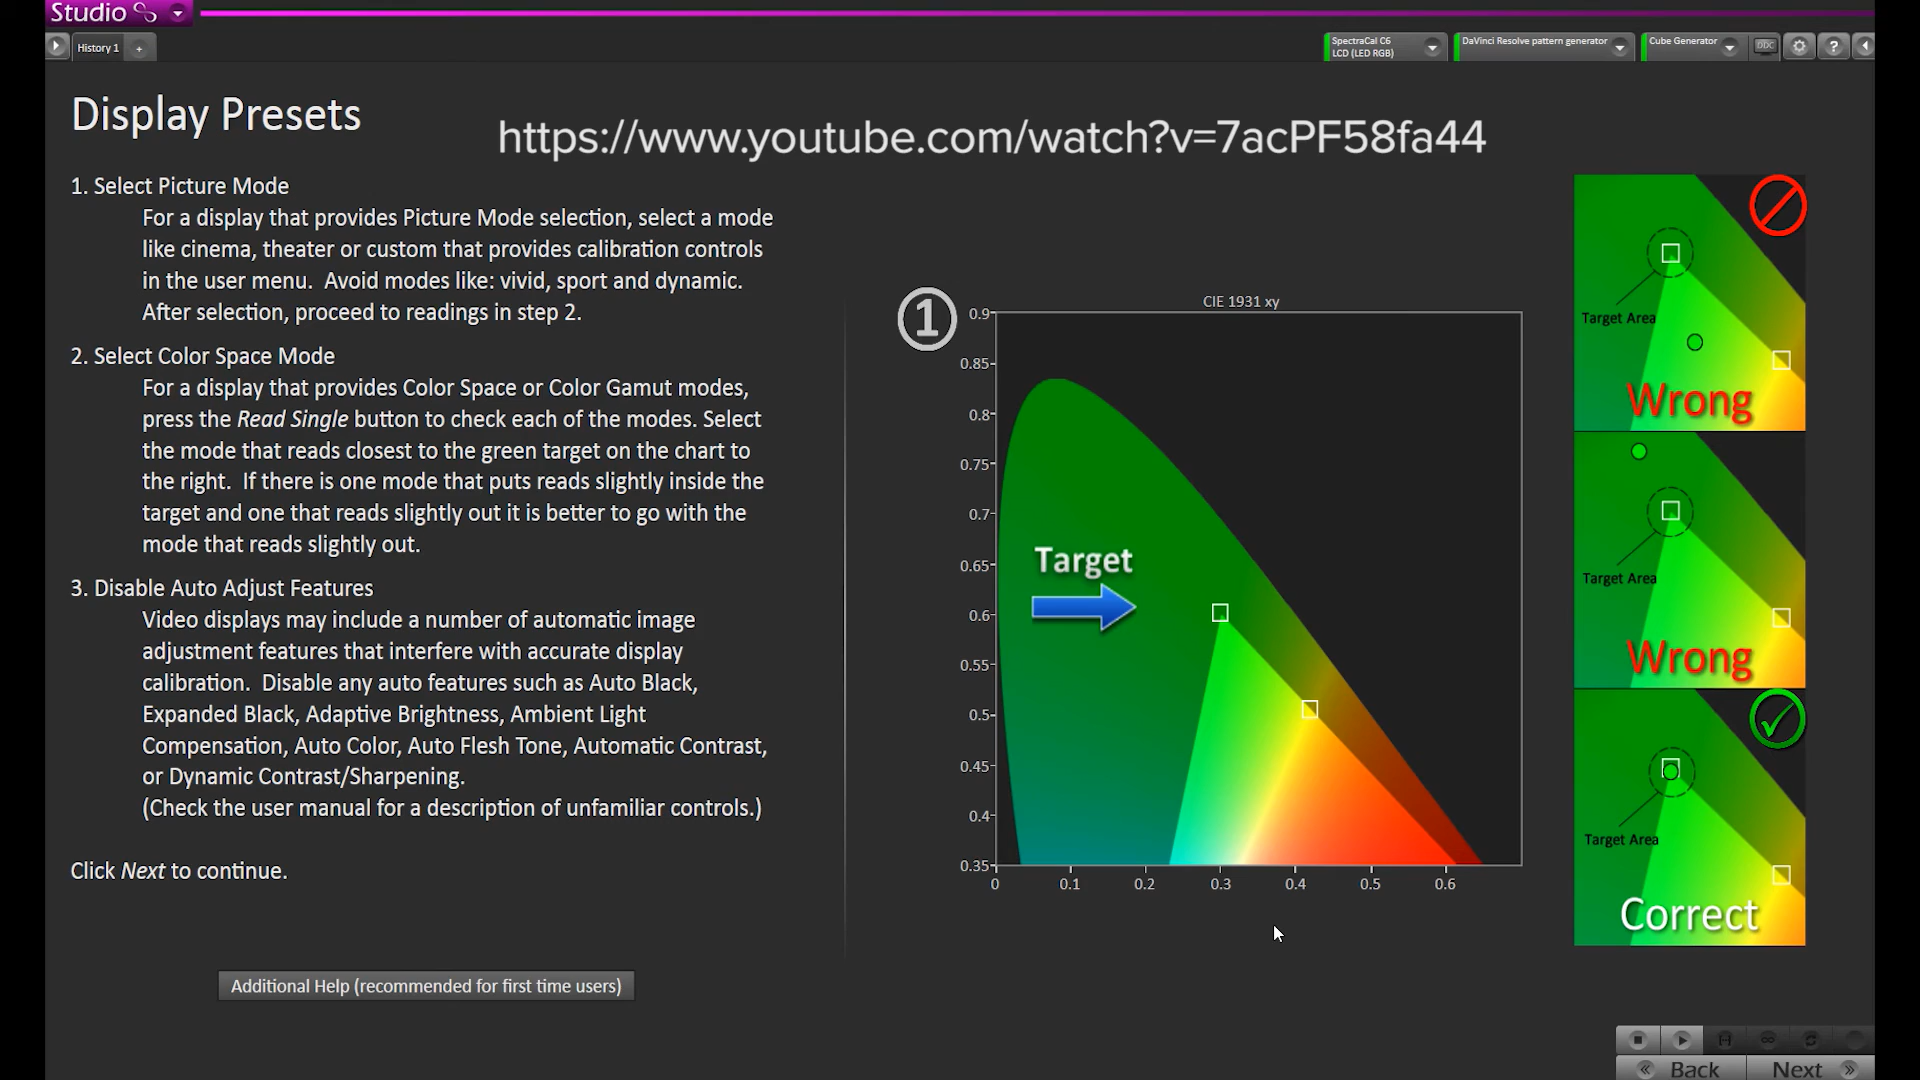 Studio
History 1
+
SpectraCal C6
LCD (LED RGB)
DaVinci Resolve pattern generator
Cube Generator
DDC
?
Display Presets
https://www.youtube.com/watch?v=7acPF58fa44
1. Select Picture Mode
For a display that provides Picture Mode selection, select a mode
like cinema, theater or custom that provides calibration controls
in the user menu.  Avoid modes like: vivid, sport and dynamic.
After selection, proceed to readings in step 2.
2. Select Color Space Mode
For a display that provides Color Space or Color Gamut modes,
press the Read Single button to check each of the modes. Select
the mode that reads closest to the green target on the chart to
the right.  If there is one mode that puts reads slightly inside the
target and one that reads slightly out it is better to go with the
mode that reads slightly out.
3. Disable Auto Adjust Features
Video displays may include a number of automatic image
adjustment features that interfere with accurate display
calibration.  Disable any auto features such as Auto Black,
Expanded Black, Adaptive Brightness, Ambient Light
Compensation, Auto Color, Auto Flesh Tone, Automatic Contrast,
or Dynamic Contrast/Sharpening.
(Check the user manual for a description of unfamiliar controls.)
Click Next to continue.
Additional Help (recommended for first time users)
1
CIE 1931 xy
0.9
0.85
0.8
0.75
0.7
0.65
0.6
0.55
0.5
0.45
0.4
0.35
0 0.1 0.2 0.3 0.4 0.5 0.6
Target
Target Area
Wrong
Target Area
Wrong
Target Area
Correct
Back
Next